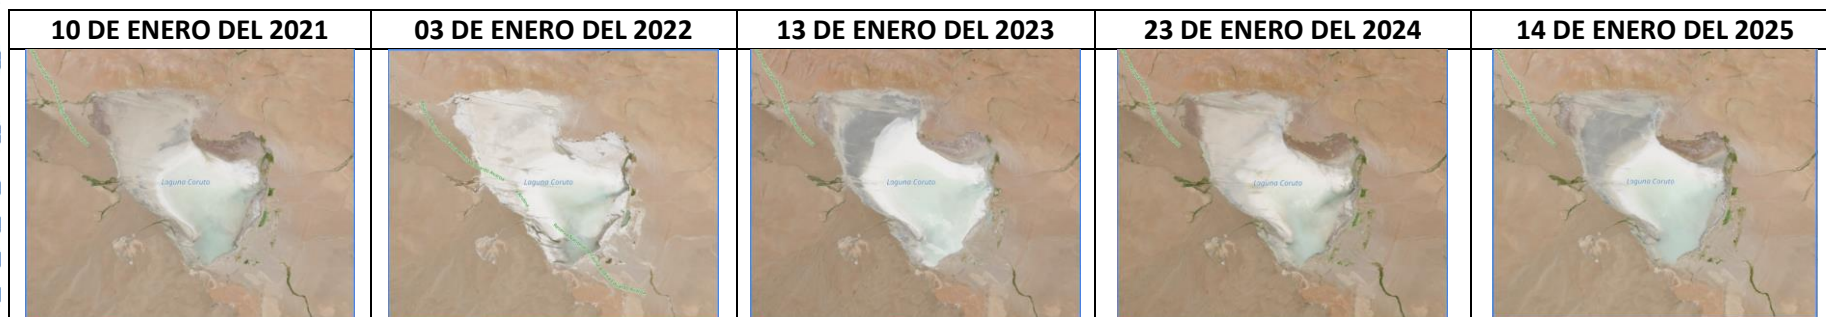 10 DE ENERO DEL 2021
03 DE ENERO DEL 2022
13 DE ENERO DEL 2023
23 DE ENERO DEL 2024
14 DE ENERO DEL 2025
Laguna Coruto
Laguna Coruto
Laguna Coruto
Laguna Coruto
Laguna Coruto